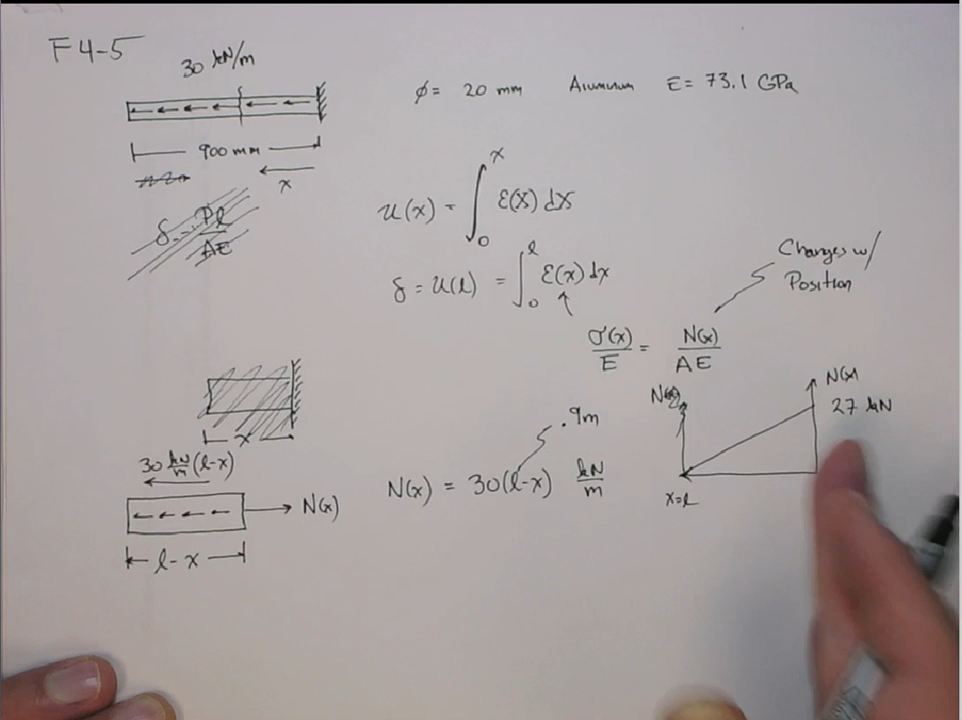 F4-5
30 kN/m
φ = 20 mm Aluminum E = 73.1 GPa
900 mm
x
δ = Pl/AE
u(x) = ∫₀ˣ ε(x) dx
δ = u(l) = ∫₀ˡ ε(x) dx
Changes w/
Position
σ(x)/E = N(x)/AE
x
30 kN/m (l-x)
N(x)
l-x
.9m
N(x) = 30(l-x) kN/m
N(x)
N(x)
27 kN
x=l